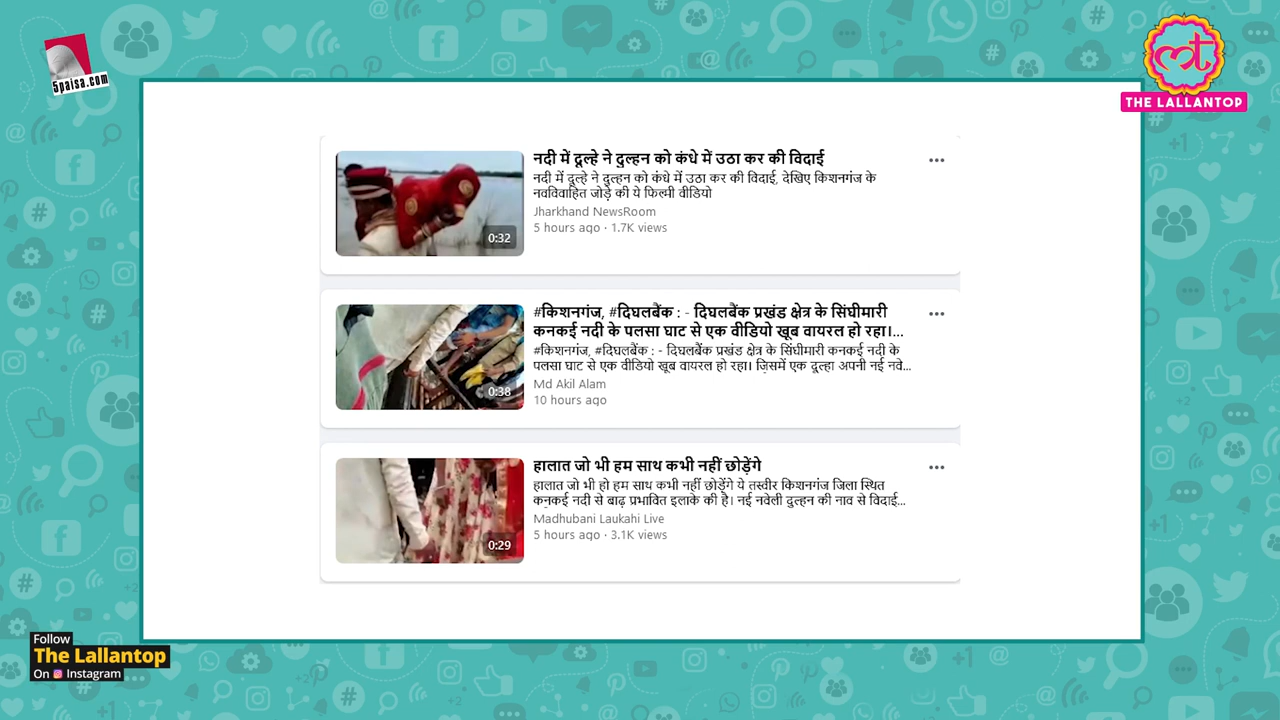 5paisa.com
THE LALLANTOP
नदी में दूल्हे ने दुल्हन को कंधे में उठा कर की विदाई
नदी में दूल्हे ने दुल्हन को कंधे में उठा कर की विदाई, देखिए किशनगंज के
नवविवाहित जोड़े की ये फिल्मी वीडियो
Jharkhand NewsRoom
5 hours ago · 1.7K views
0:32
#किशनगंज, #दिघलबैंक : - दिघलबैंक प्रखंड क्षेत्र के सिंघीमारी
कनकई नदी के पलसा घाट से एक वीडियो खूब वायरल हो रहा।...
#किशनगंज, #दिघलबैंक : - दिघलबैंक प्रखंड क्षेत्र के सिंघीमारी कनकई नदी के
पलसा घाट से एक वीडियो खूब वायरल हो रहा। जिसमें एक दूल्हा अपनी नई नवे...
Md Akil Alam
10 hours ago
0:38
हालात जो भी हम साथ कभी नहीं छोड़ेंगे
हालात जो भी हो हम साथ कभी नहीं छोड़ेंगे ये तस्वीर किशनगंज जिला स्थित
कनकई नदी से बाढ़ प्रभावित इलाके की है। नई नवेली दुल्हन की नाव से विदाई...
Madhubani Laukahi Live
5 hours ago · 3.1K views
0:29
Follow
The Lallantop
On Instagram